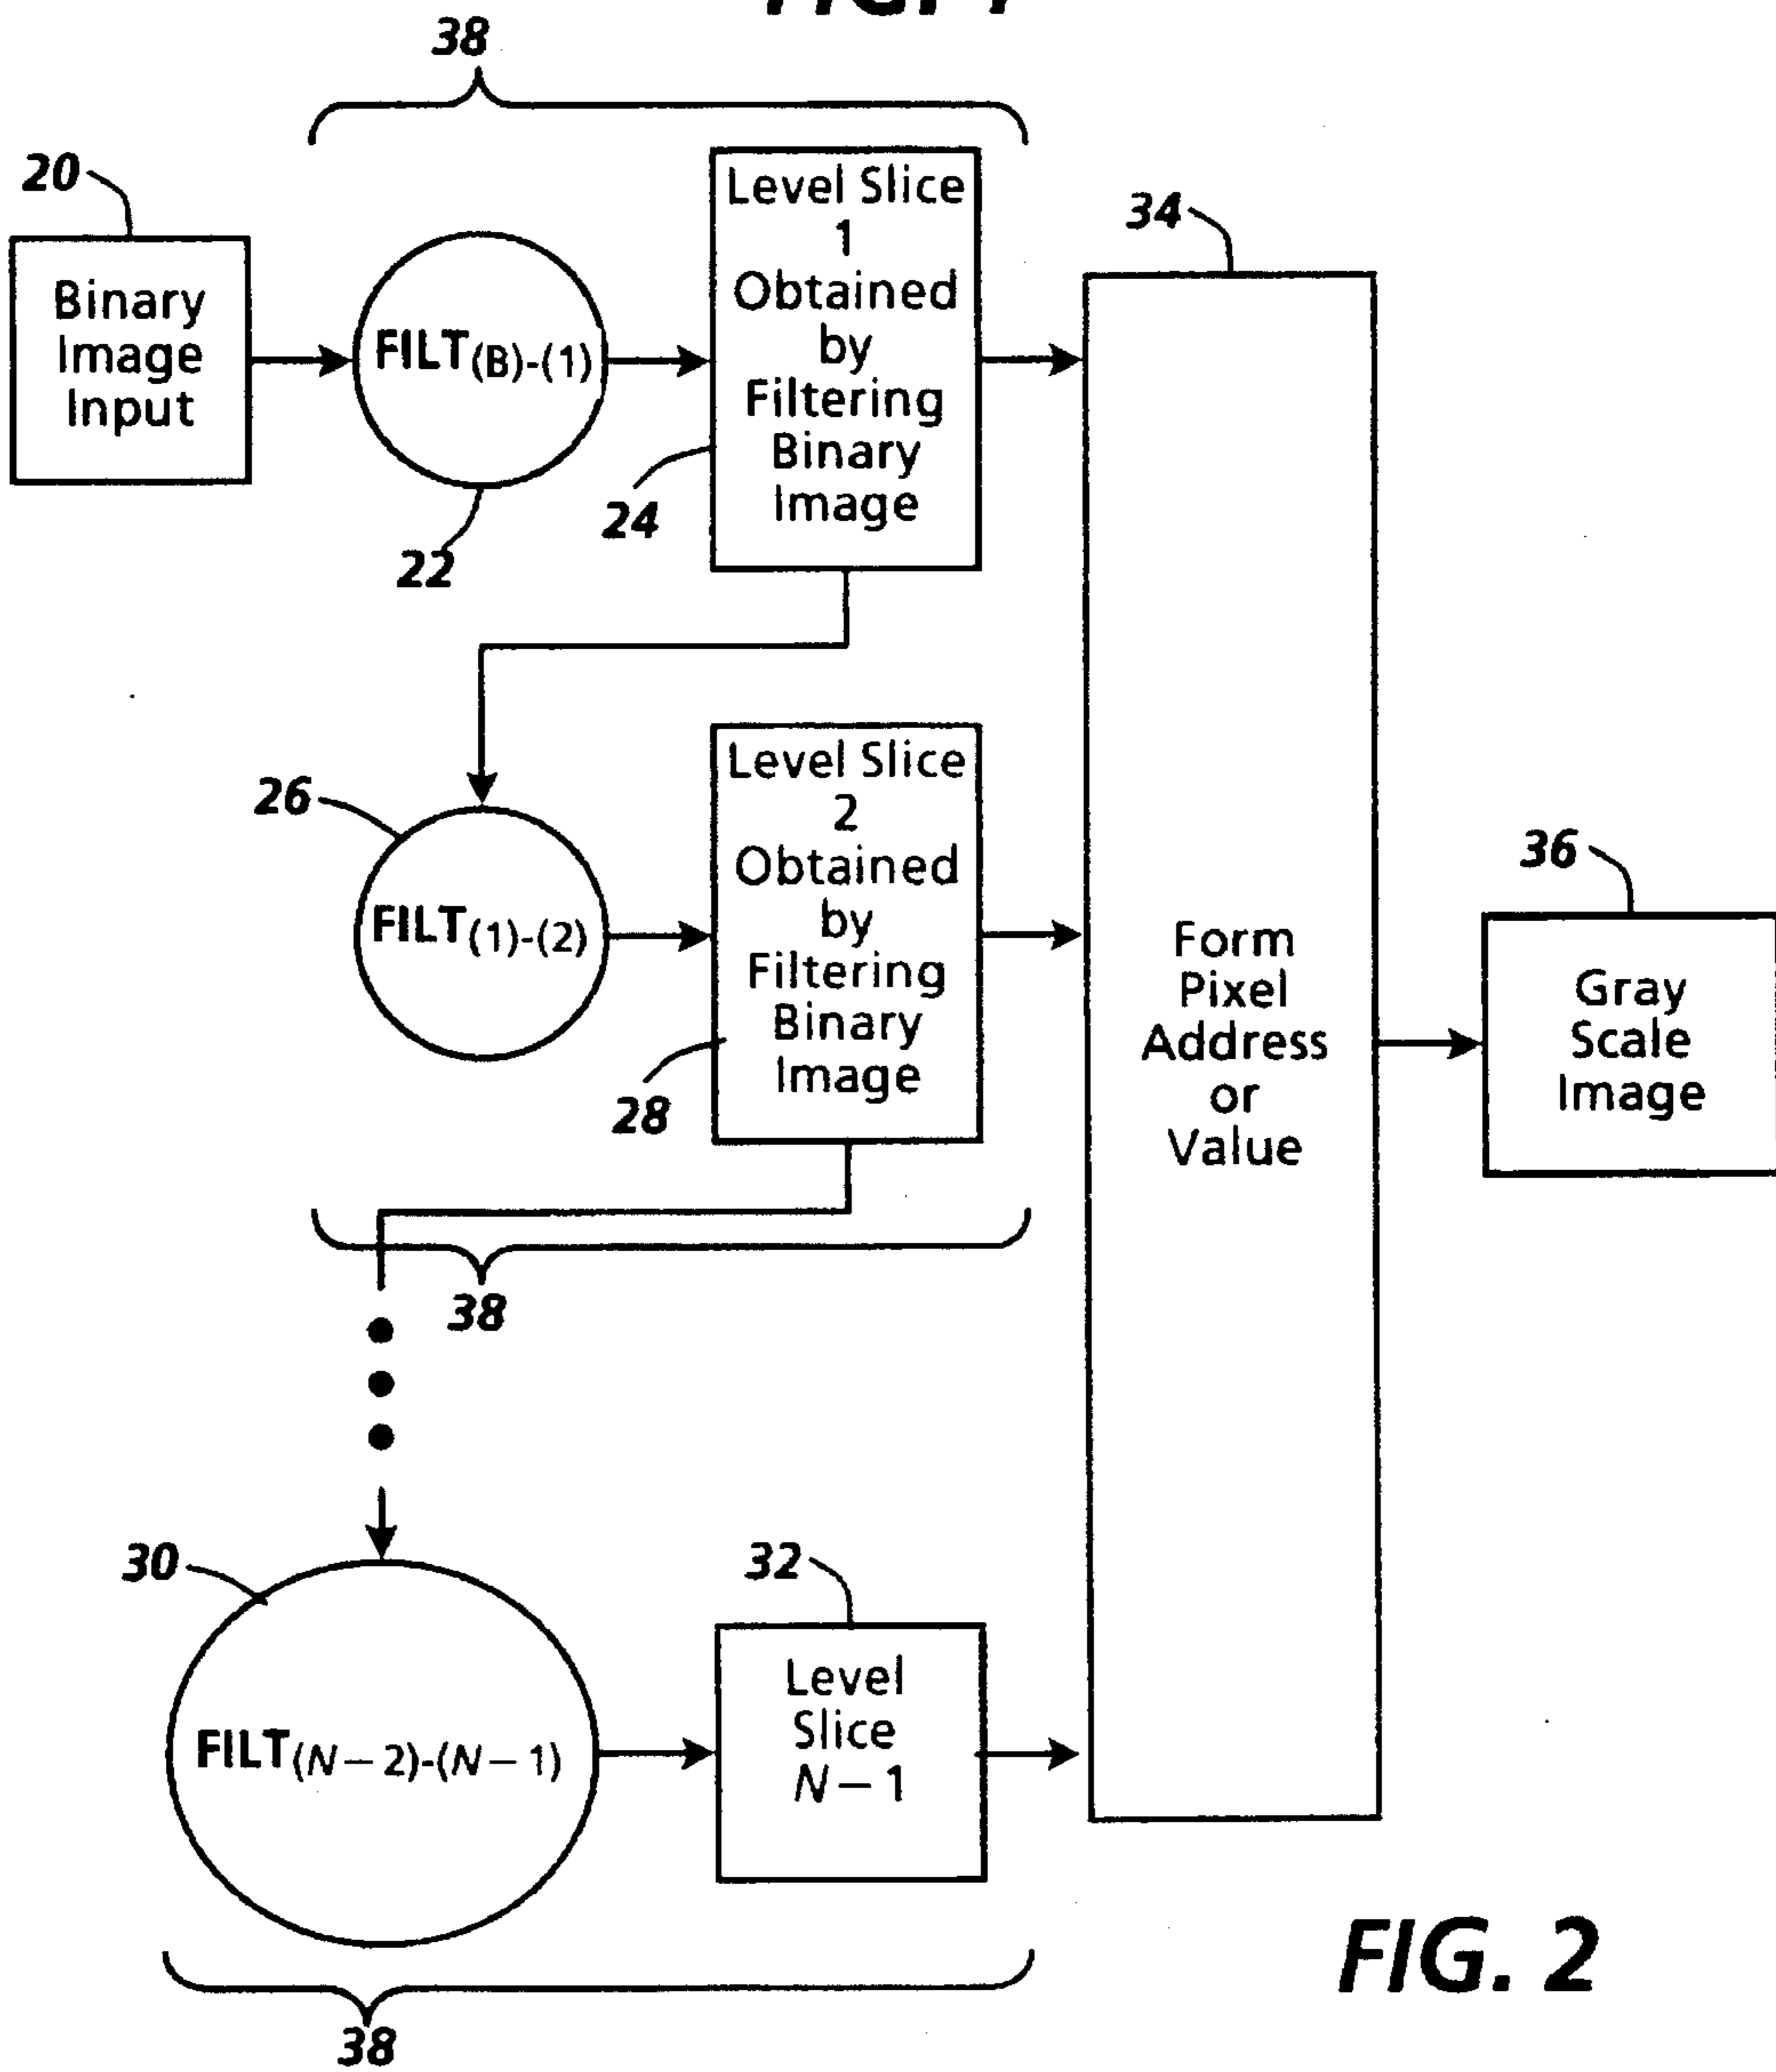 38
20
Binary
Image
Input
FILT(B)-(1)
22
Level Slice
1
Obtained
by
Filtering
Binary
Image
24
34
26
FILT(1)-(2)
Level Slice
2
Obtained
by
Filtering
Binary
Image
28
38
Form
Pixel
Address
or
Value
36
Gray
Scale
Image
30
FILT(N−2)-(N−1)
32
Level
Slice
N−1
38
FIG. 2